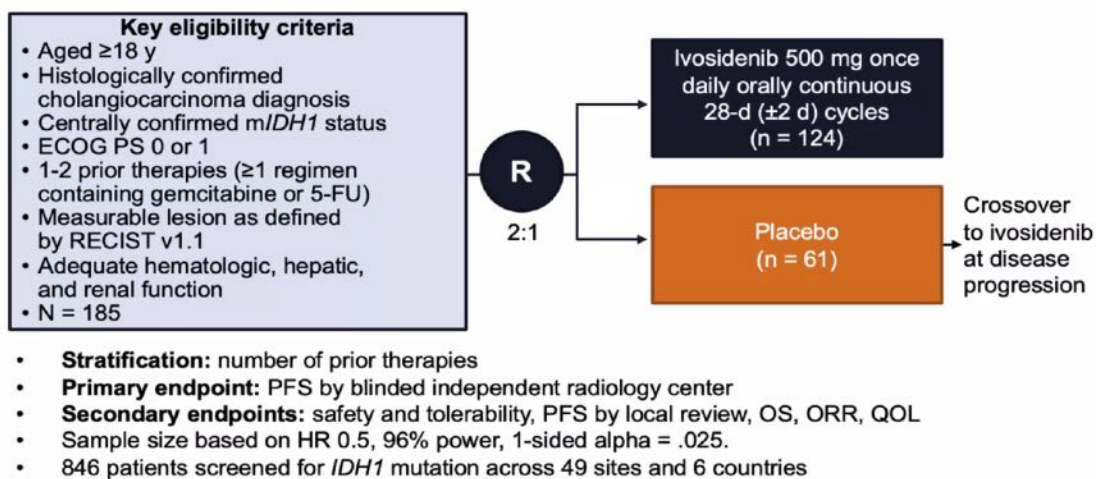 Key eligibility criteria
• Aged ≥18 y
• Histologically confirmed
cholangiocarcinoma diagnosis
• Centrally confirmed mIDH1 status
• ECOG PS 0 or 1
• 1-2 prior therapies (≥1 regimen
containing gemcitabine or 5-FU)
• Measurable lesion as defined
by RECIST v1.1
• Adequate hematologic, hepatic,
and renal function
• N = 185
R
2:1
Ivosidenib 500 mg once
daily orally continuous
28-d (±2 d) cycles
(n = 124)
Placebo
(n = 61)
Crossover
to ivosidenib
at disease
progression
• Stratification: number of prior therapies
• Primary endpoint: PFS by blinded independent radiology center
• Secondary endpoints: safety and tolerability, PFS by local review, OS, ORR, QOL
• Sample size based on HR 0.5, 96% power, 1-sided alpha = .025.
• 846 patients screened for IDH1 mutation across 49 sites and 6 countries